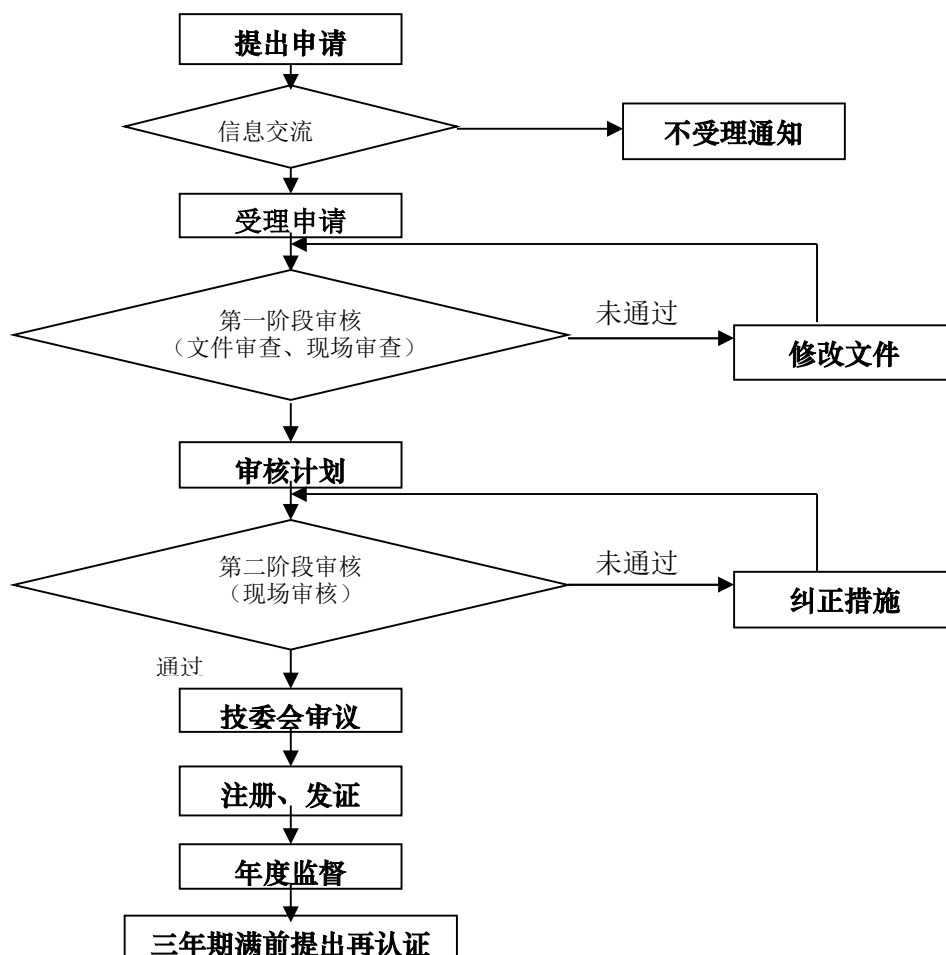 提出申请
信息交流
不受理通知
受理申请
第一阶段审核
（文件审查、现场审查）
未通过
修改文件
审核计划
第二阶段审核
（现场审核）
未通过
纠正措施
通过
技委会审议
注册、发证
年度监督
三年期满前提出再认证